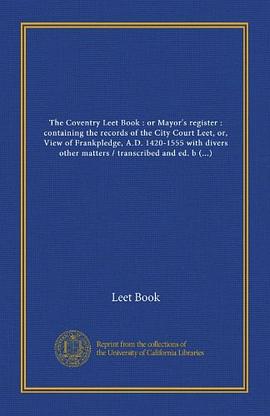 The Coventry Leet Book : or Mayor's register :
containing the records of the City Court Leet, or,
View of Frankpledge, A.D. 1420-1555 with divers
other matters / transcribed and ed. b (...)
Leet Book
Reprint from the collections of
the University of California Libraries